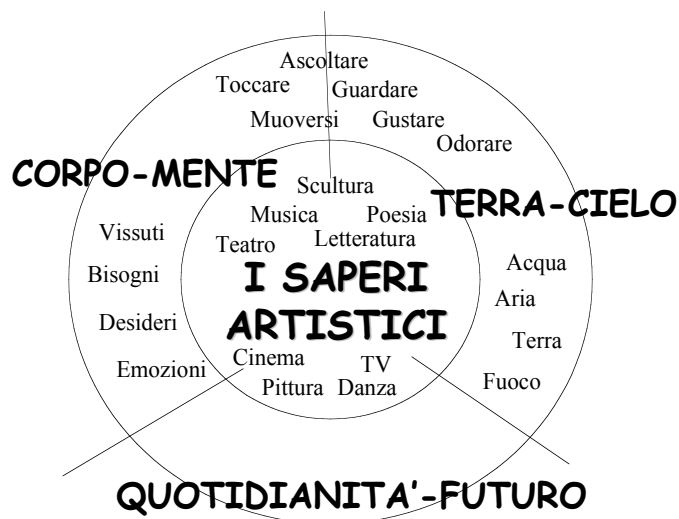 Ascoltare
Toccare Guardare
Muoversi Gustare
Odorare
CORPO-MENTE
Scultura
TERRA-CIELO
Musica Poesia
Vissuti
Teatro Letteratura
Bisogni
I SAPERI
Acqua
Aria
Desideri
ARTISTICI
Terra
Emozioni
Cinema TV
Fuoco
Pittura Danza
QUOTIDIANITA'-FUTURO